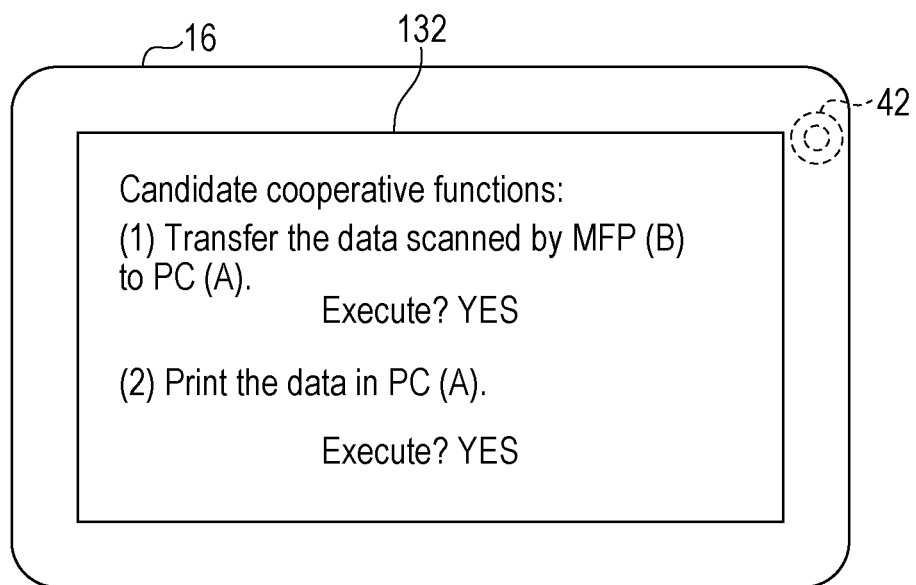 16
132
42
Candidate cooperative functions:
(1) Transfer the data scanned by MFP (B)
to PC (A).
Execute? YES
(2) Print the data in PC (A).
Execute? YES